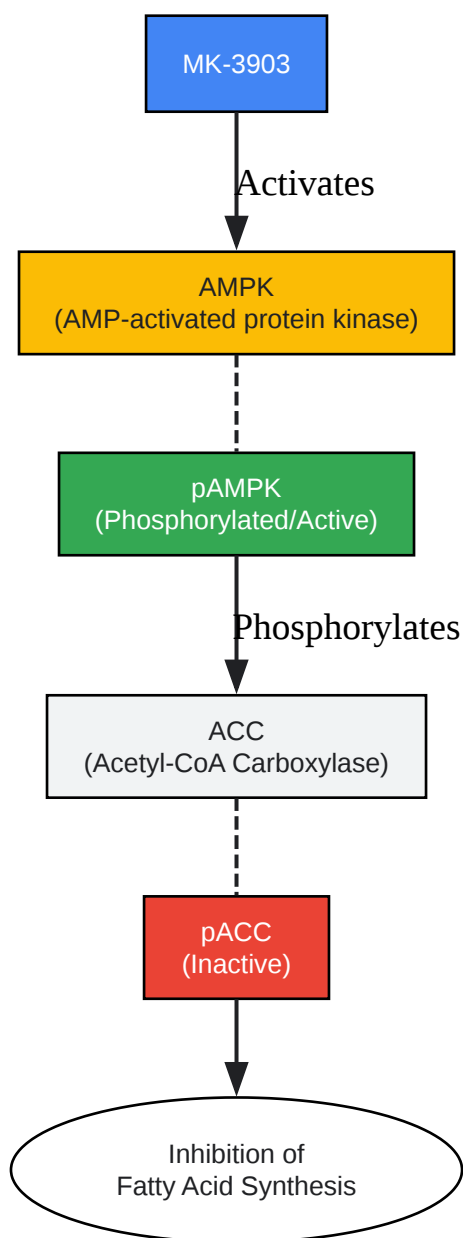 MK-3903
Activates
AMPK
(AMP-activated protein kinase)
pAMPK
(Phosphorylated/Active)
Phosphorylates
ACC
(Acetyl-CoA Carboxylase)
pACC
(Inactive)
Inhibition of
Fatty Acid Synthesis